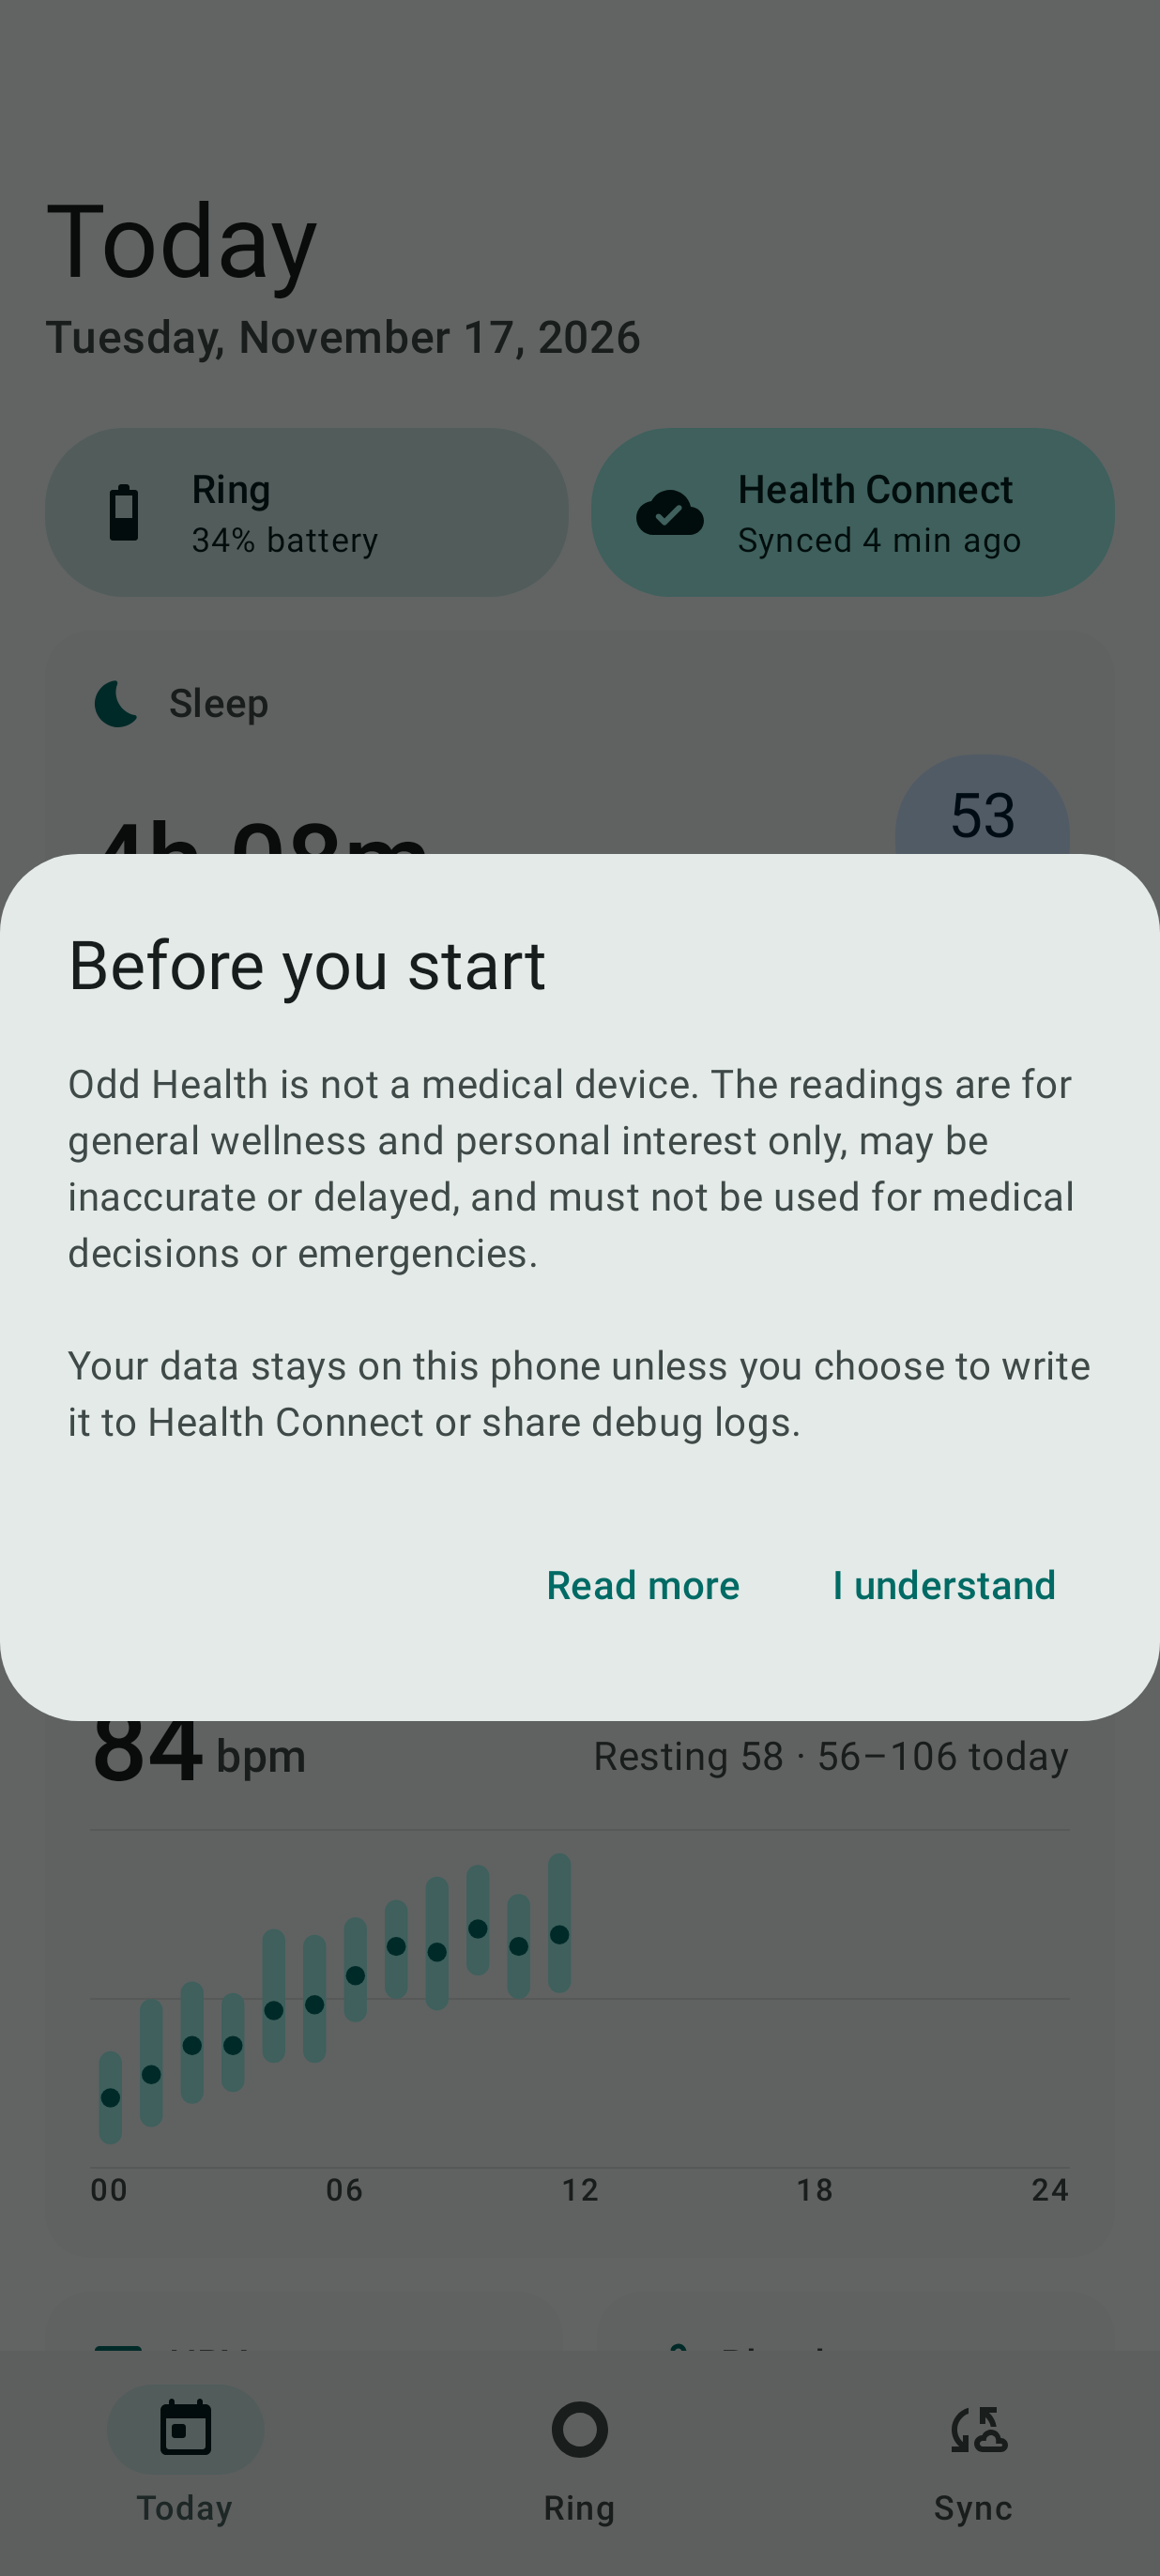 Today
Tuesday, November 17, 2026
Ring
34% battery
Health Connect
Synced 4 min ago
Sleep
53
4h 08m
Before you start
Odd Health is not a medical device. The readings are for
general wellness and personal interest only, may be
inaccurate or delayed, and must not be used for medical
decisions or emergencies.
Your data stays on this phone unless you choose to write
it to Health Connect or share debug logs.
Read more
I understand
84 bpm
Resting 58 · 56–106 today
00 06 12 18 24
Today
Ring
Sync